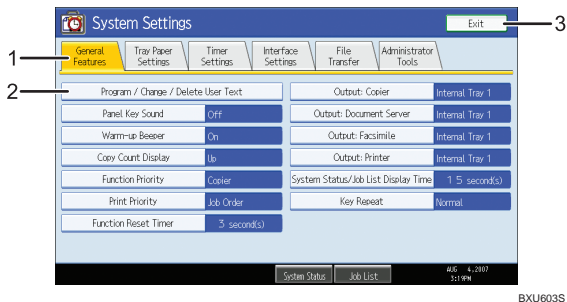 System Settings
Exit
3
1
General Features
Tray Paper Settings
Timer Settings
Interface Settings
File Transfer
Administrator Tools
2
Program / Change / Delete User Text
Output: Copier
Internal Tray 1
Panel Key Sound
Off
Output: Document Server
Internal Tray 1
Warm-up Beeper
On
Output: Facsimile
Internal Tray 1
Copy Count Display
Up
Output: Printer
Internal Tray 1
Function Priority
Copier
System Status/Job List Display Time
15 second(s)
Print Priority
Job Order
Key Repeat
Normal
Function Reset Timer
3 second(s)
System Status
Job List
AUG 4,2007
3:19PM
BXU603S